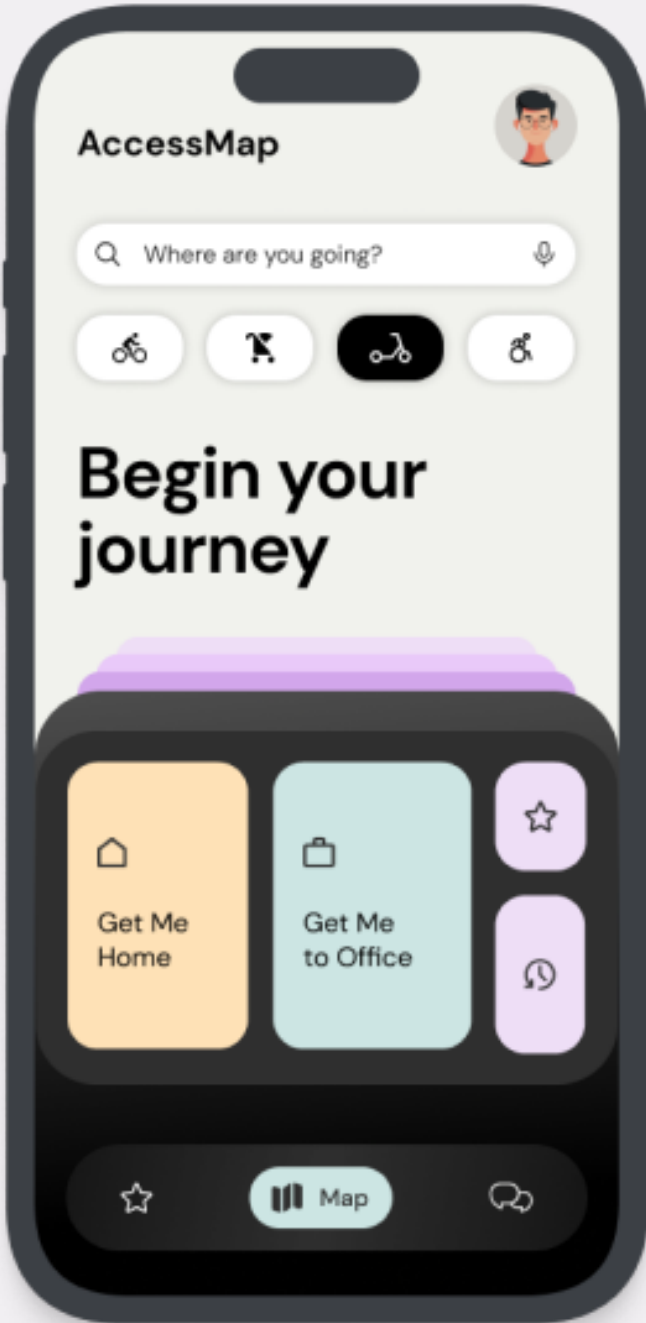 AccessMap
Where are you going?
Begin your
journey
Get Me
Home
Get Me
to Office
Map